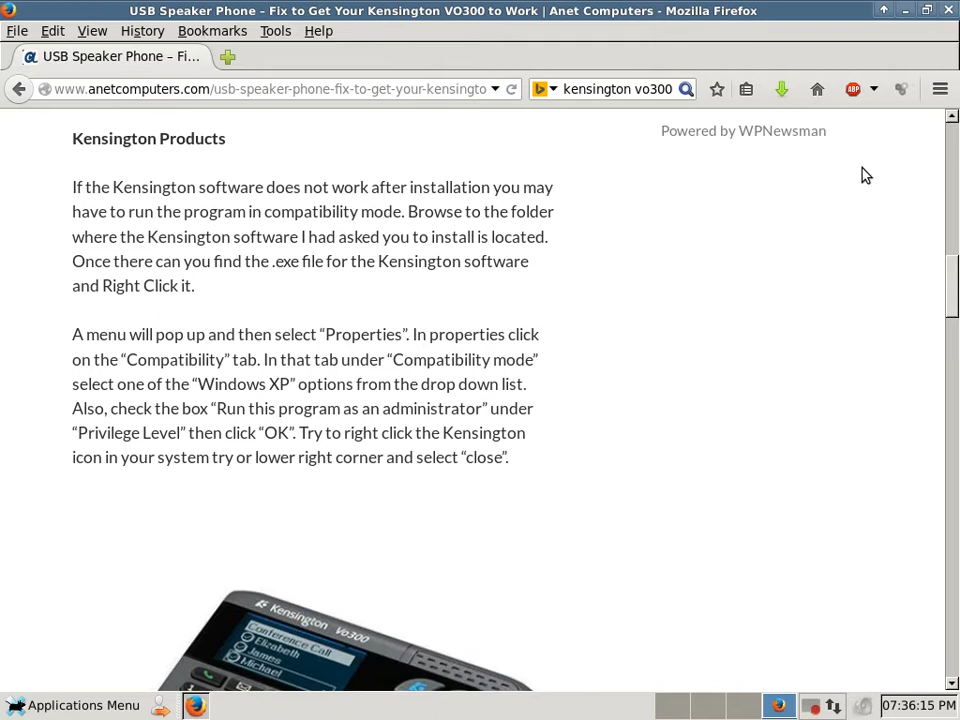 USB Speaker Phone – Fix to Get Your Kensington VO300 to Work | Anet Computers - Mozilla Firefox
File Edit View History Bookmarks Tools Help
USB Speaker Phone – Fi...
www.anetcomputers.com/usb-speaker-phone-fix-to-get-your-kensingto
kensington vo300
ABP
Kensington Products
Powered by WPNewsman
If the Kensington software does not work after installation you may
have to run the program in compatibility mode. Browse to the folder
where the Kensington software I had asked you to install is located.
Once there can you find the .exe file for the Kensington software
and Right Click it.
A menu will pop up and then select “Properties”. In properties click
on the “Compatibility” tab. In that tab under “Compatibility mode”
select one of the “Windows XP” options from the drop down list.
Also, check the box “Run this program as an administrator” under
“Privilege Level” then click “OK”. Try to right click the Kensington
icon in your system try or lower right corner and select “close”.
Kensington Vo300
Conference Call
Elizabeth
James
Michael
1
Applications Menu
07:36:15 PM